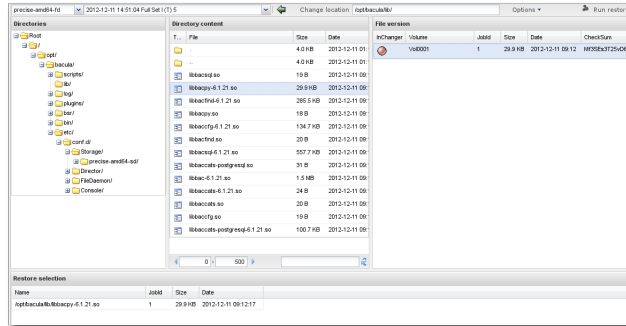 precise-amd64-fd 2012-12-11 14:51:04 Full Set I (T) 5 Change location /opt/bacula/lib/ Options Run restore
Directories
Root
/
opt/
bacula/
scripts/
lib/
log/
plugins/
bsr/
bin/
etc/
conf.d/
Storage/
precise-amd64-sd/
Director/
FileDaemon/
Console/
Directory content
T... File Size Date
. 4.0 KB 2012-12-11 01:
.. 4.0 KB 2012-12-11 01:
libbacsql.so 19 B 2012-12-11 09:
libbacpy-6.1.21.so 29.9 KB 2012-12-11 09:
libbacfind-6.1.21.so 285.5 KB 2012-12-11 09:
libbacpy.so 18 B 2012-12-11 09:
libbaccfg-6.1.21.so 134.7 KB 2012-12-11 09:
libbacfind.so 20 B 2012-12-11 09:
libbacsql-6.1.21.so 557.7 KB 2012-12-11 09:
libbaccats-postgresql.so 31 B 2012-12-11 09:
libbac-6.1.21.so 1.5 MB 2012-12-11 09:
libbaccats-6.1.21.so 24 B 2012-12-11 09:
libbaccats.so 20 B 2012-12-11 09:
libbaccfg.so 19 B 2012-12-11 09:
libbaccats-postgresql-6.1.21.so 100.7 KB 2012-12-11 09:
0 - 500
File version
InChanger Volume JobId Size Date CheckSum
Vol0001 1 29.9 KB 2012-12-11 09:12
Restore selection
Name JobId Size Date
/opt/bacula/lib/libbacpy-6.1.21.so 1 29.9 KB 2012-12-11 09:12:17